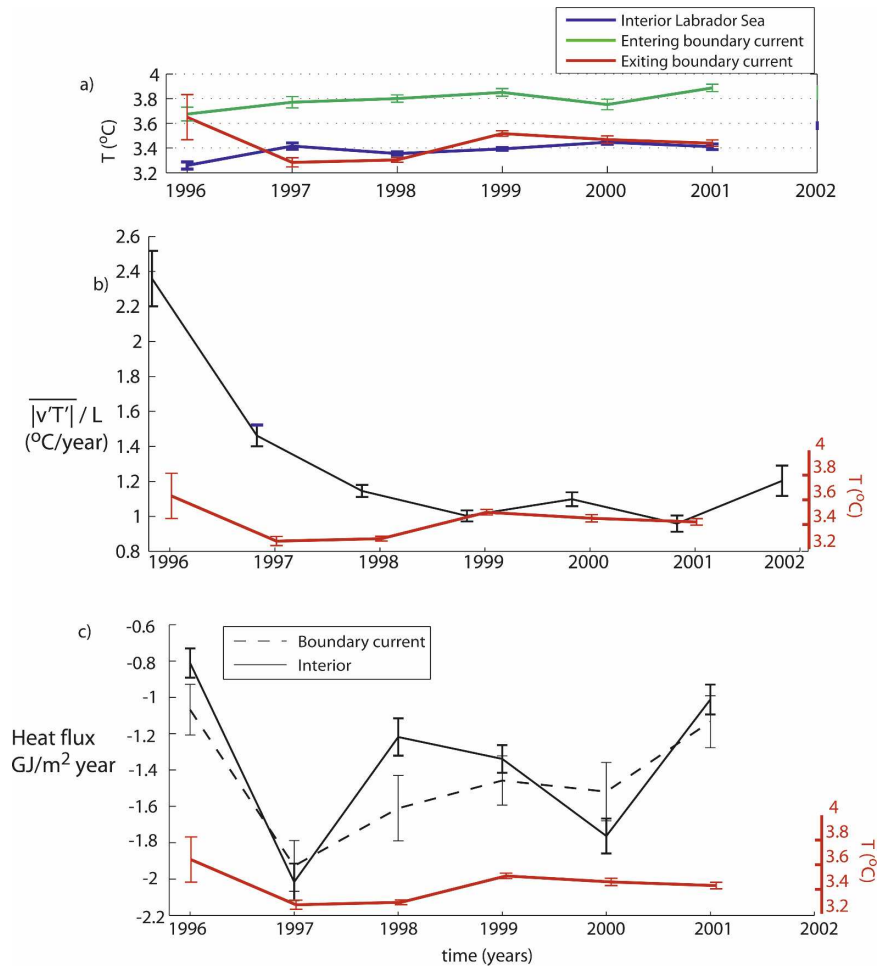 Interior Labrador Sea
Entering boundary current
Exiting boundary current
a)
4
3.8
3.6
3.4
3.2
T (°C)
1996 1997 1998 1999 2000 2001 2002
b)
2.6
2.4
2.2
2
1.8
1.6
1.4
1.2
1
0.8
|v'T'| / L
(°C/year)
4
3.8
3.6
3.4
3.2
T (°C)
1996 1997 1998 1999 2000 2001 2002
c)
Boundary current
Interior
-0.6
-0.8
-1
-1.2
-1.4
-1.6
-1.8
-2
-2.2
Heat flux
GJ/m² year
4
3.8
3.6
3.4
3.2
T (°C)
1996 1997 1998 1999 2000 2001 2002
time (years)